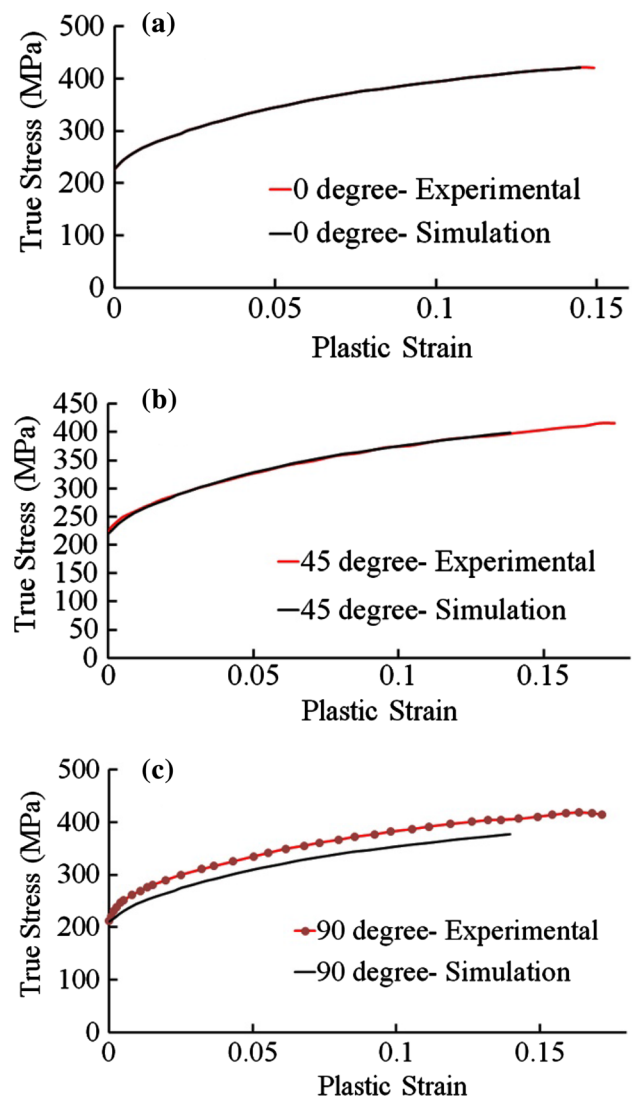 (a)
500
400
300
200
100
0
True Stress (MPa)
0 degree- Experimental
0 degree- Simulation
0
0.05
0.1
0.15
Plastic Strain
(b)
450
400
350
300
250
200
150
100
50
0
True Stress (MPa)
45 degree- Experimental
45 degree- Simulation
0
0.05
0.1
0.15
Plastic Strain
(c)
500
400
300
200
100
0
True Stress (MPa)
90 degree- Experimental
90 degree- Simulation
0
0.05
0.1
0.15
Plastic Strain